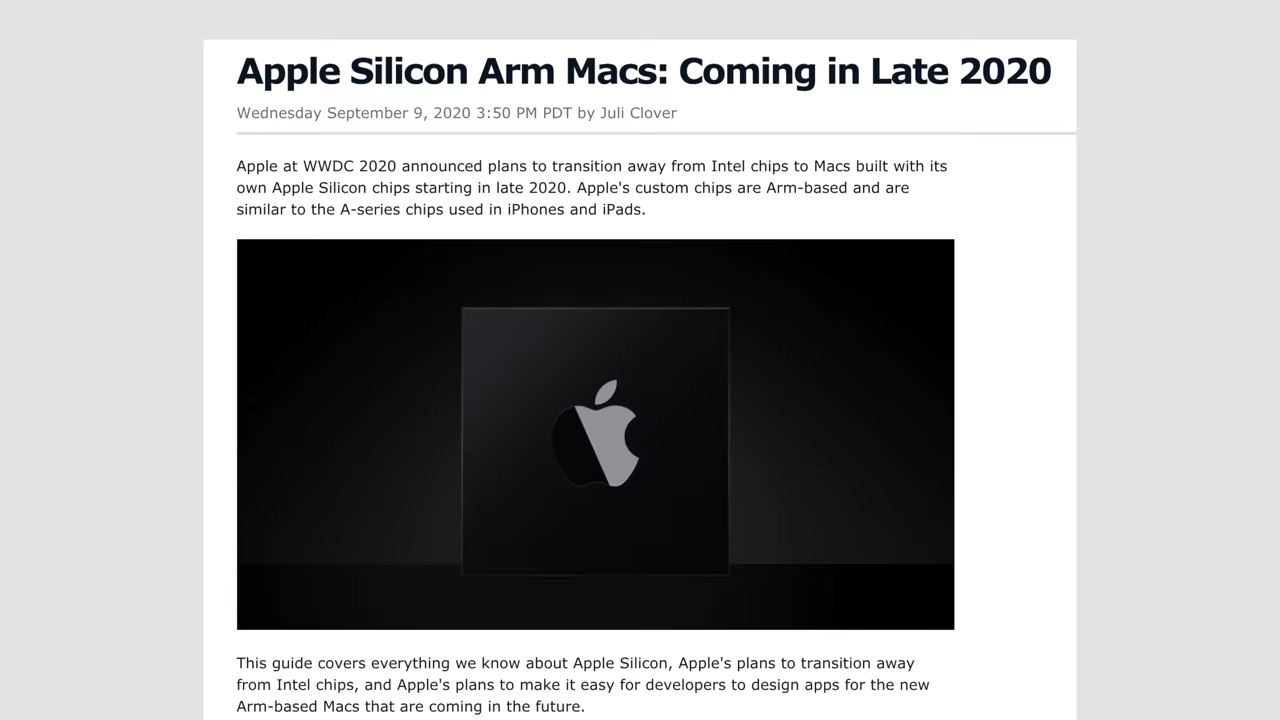 Apple Silicon Arm Macs: Coming in Late 2020
Wednesday September 9, 2020 3:50 PM PDT by Juli Clover
Apple at WWDC 2020 announced plans to transition away from Intel chips to Macs built with its
own Apple Silicon chips starting in late 2020. Apple's custom chips are Arm-based and are
similar to the A-series chips used in iPhones and iPads.
This guide covers everything we know about Apple Silicon, Apple's plans to transition away
from Intel chips, and Apple's plans to make it easy for developers to design apps for the new
Arm-based Macs that are coming in the future.